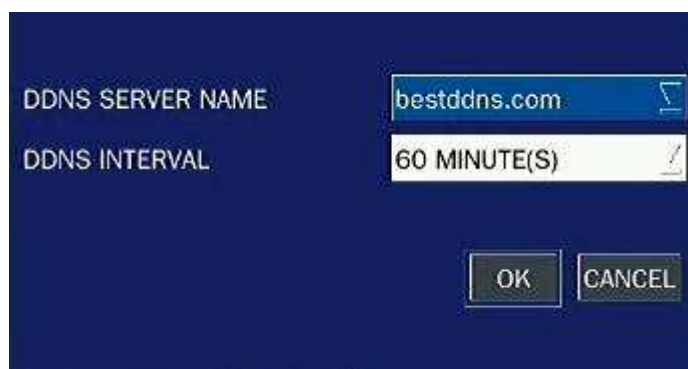 DDNS SERVER NAME bestddns.com
DDNS INTERVAL 60 MINUTE(S)
OK CANCEL